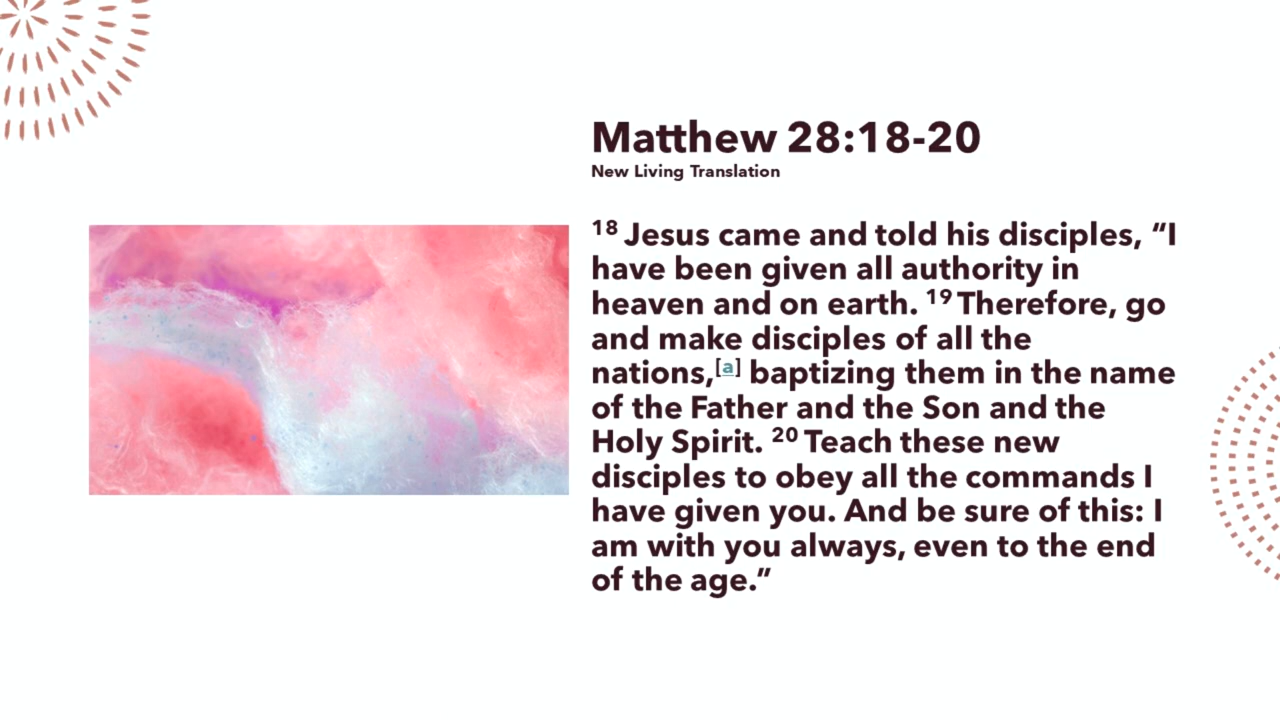 Matthew 28:18-20
New Living Translation
18 Jesus came and told his disciples, “I
have been given all authority in
heaven and on earth. 19 Therefore, go
and make disciples of all the
nations,[a] baptizing them in the name
of the Father and the Son and the
Holy Spirit. 20 Teach these new
disciples to obey all the commands I
have given you. And be sure of this: I
am with you always, even to the end
of the age.”